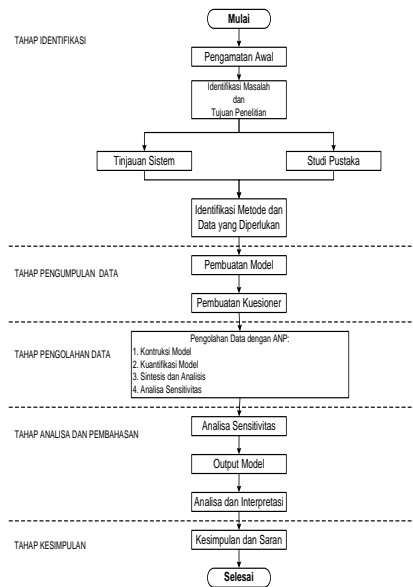 Mulai
TAHAP IDENTIFIKASI
Pengamatan Awal
Identifikasi Masalah
dan
Tujuan Penelitian
Tinjauan Sistem
Studi Pustaka
Identifikasi Metode dan
Data yang Diperlukan
TAHAP PENGUMPULAN DATA
Pembuatan Model
Pembuatan Kuesioner
TAHAP PENGOLAHAN DATA
Pengolahan Data dengan ANP:
1. Kontruksi Model
2. Kuantifikasi Model
3. Sintesis dan Analisis
4. Analisa Sensitivitas
TAHAP ANALISA DAN PEMBAHASAN
Analisa Sensitivitas
Output Model
Analisa dan Interpretasi
TAHAP KESIMPULAN
Kesimpulan dan Saran
Selesai